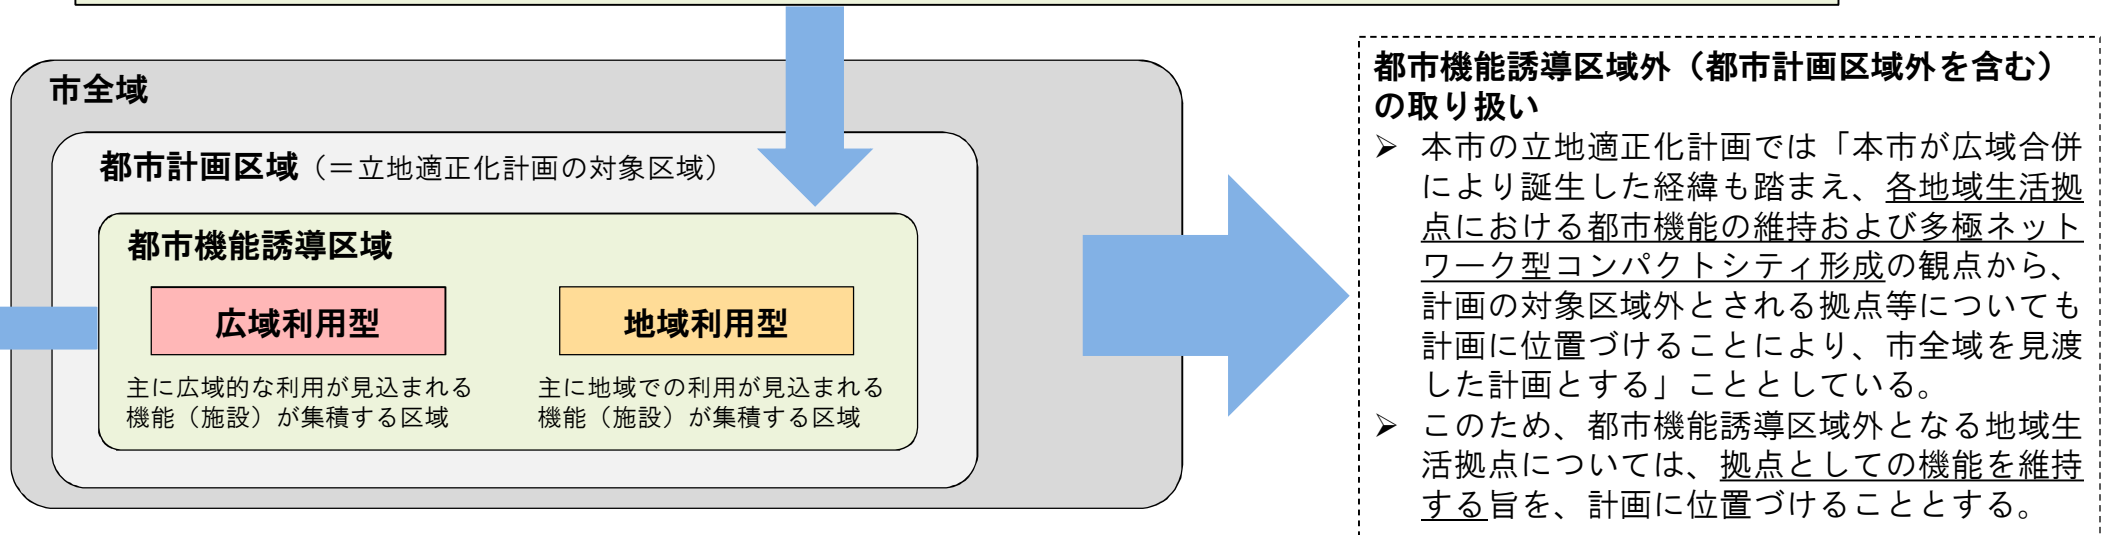 市全域
都市計画区域（＝立地適正化計画の対象区域）
都市機能誘導区域
広域利用型
主に広域的な利用が見込まれる
機能（施設）が集積する区域
地域利用型
主に地域での利用が見込まれる
機能（施設）が集積する区域
都市機能誘導区域外（都市計画区域外を含む）
の取り扱い
➢ 本市の立地適正化計画では「本市が広域合併
により誕生した経緯も踏まえ、各地域生活拠
点における都市機能の維持および多極ネット
ワーク型コンパクトシティ形成の観点から、
計画の対象区域外とされる拠点等についても
計画に位置づけることにより、市全域を見渡
した計画とする」こととしている。
➢ このため、都市機能誘導区域外となる地域生
活拠点については、拠点としての機能を維持
する旨を、計画に位置づけることとする。